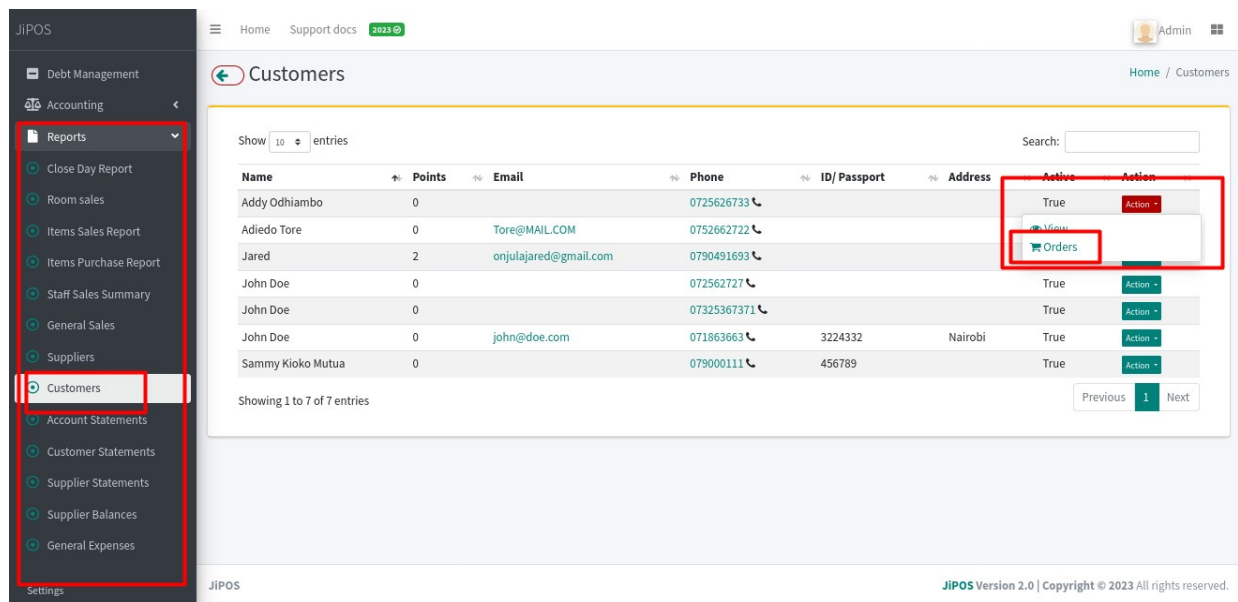 JiPOS
Home Support docs 2023
Admin
Debt Management
Accounting
Reports
Close Day Report
Room sales
Items Sales Report
Items Purchase Report
Staff Sales Summary
General Sales
Suppliers
Customers
Account Statements
Customer Statements
Supplier Statements
Supplier Balances
General Expenses
Settings
Customers
Home / Customers
Show 10 entries
Search:
Name Points Email Phone ID/ Passport Address Active Action
Addy Odhiambo 0 0725626733 True Action
Adiedo Tore 0 Tore@MAIL.COM 0752662722
Jared 2 onjulajared@gmail.com 0790491693
View
Orders
John Doe 0 072562727 True Action
John Doe 0 07325367371 True Action
John Doe 0 john@doe.com 071863663 3224332 Nairobi True Action
Sammy Kioko Mutua 0 079000111 456789 True Action
Showing 1 to 7 of 7 entries
Previous 1 Next
JiPOS
JiPOS Version 2.0 | Copyright © 2023 All rights reserved.